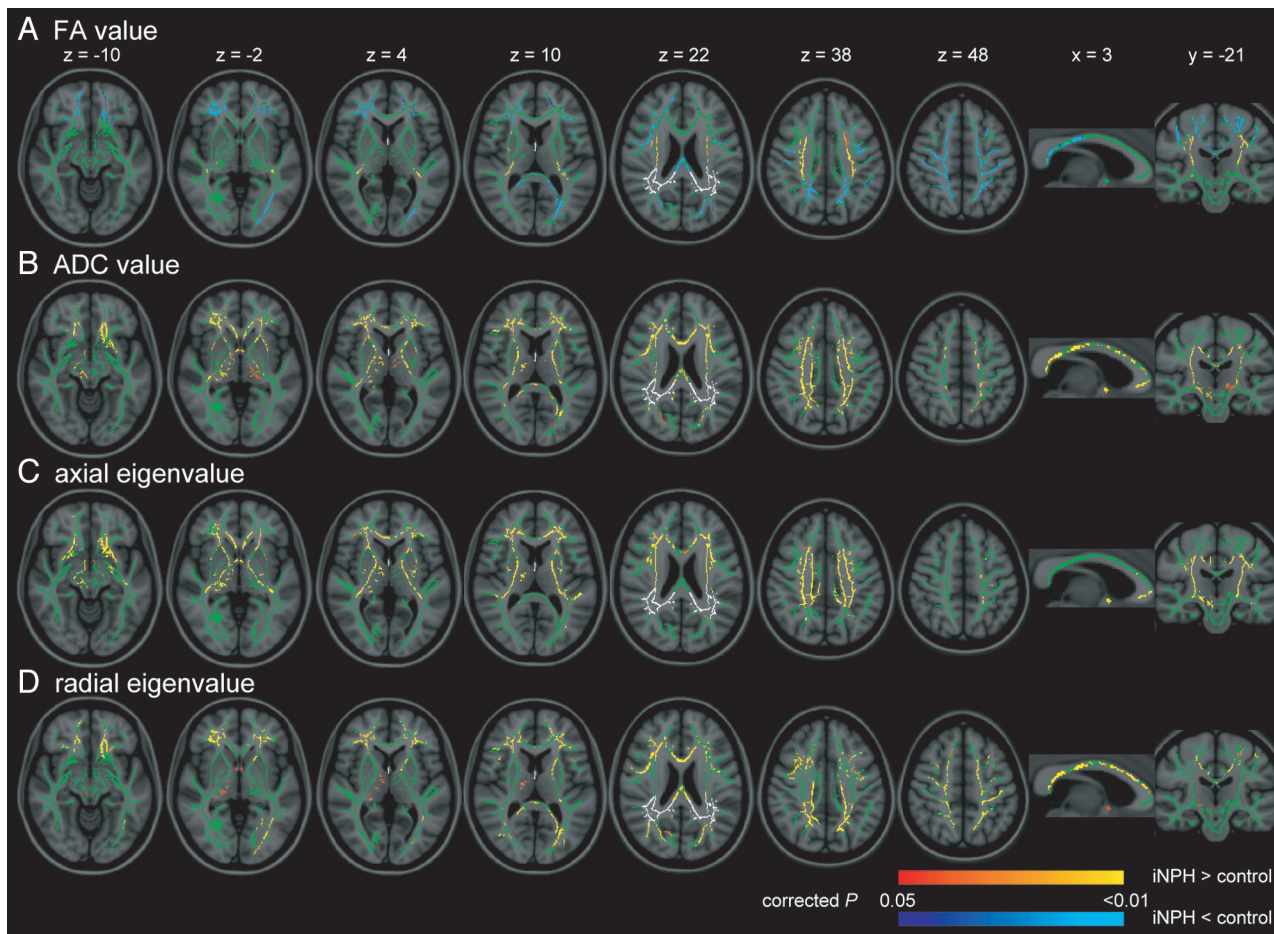 A FA value
z = -10 z = -2 z = 4 z = 10 z = 22 z = 38 z = 48 x = 3 y = -21
B ADC value
C axial eigenvalue
D radial eigenvalue
iNPH > control
corrected P 0.05 <0.01
iNPH < control